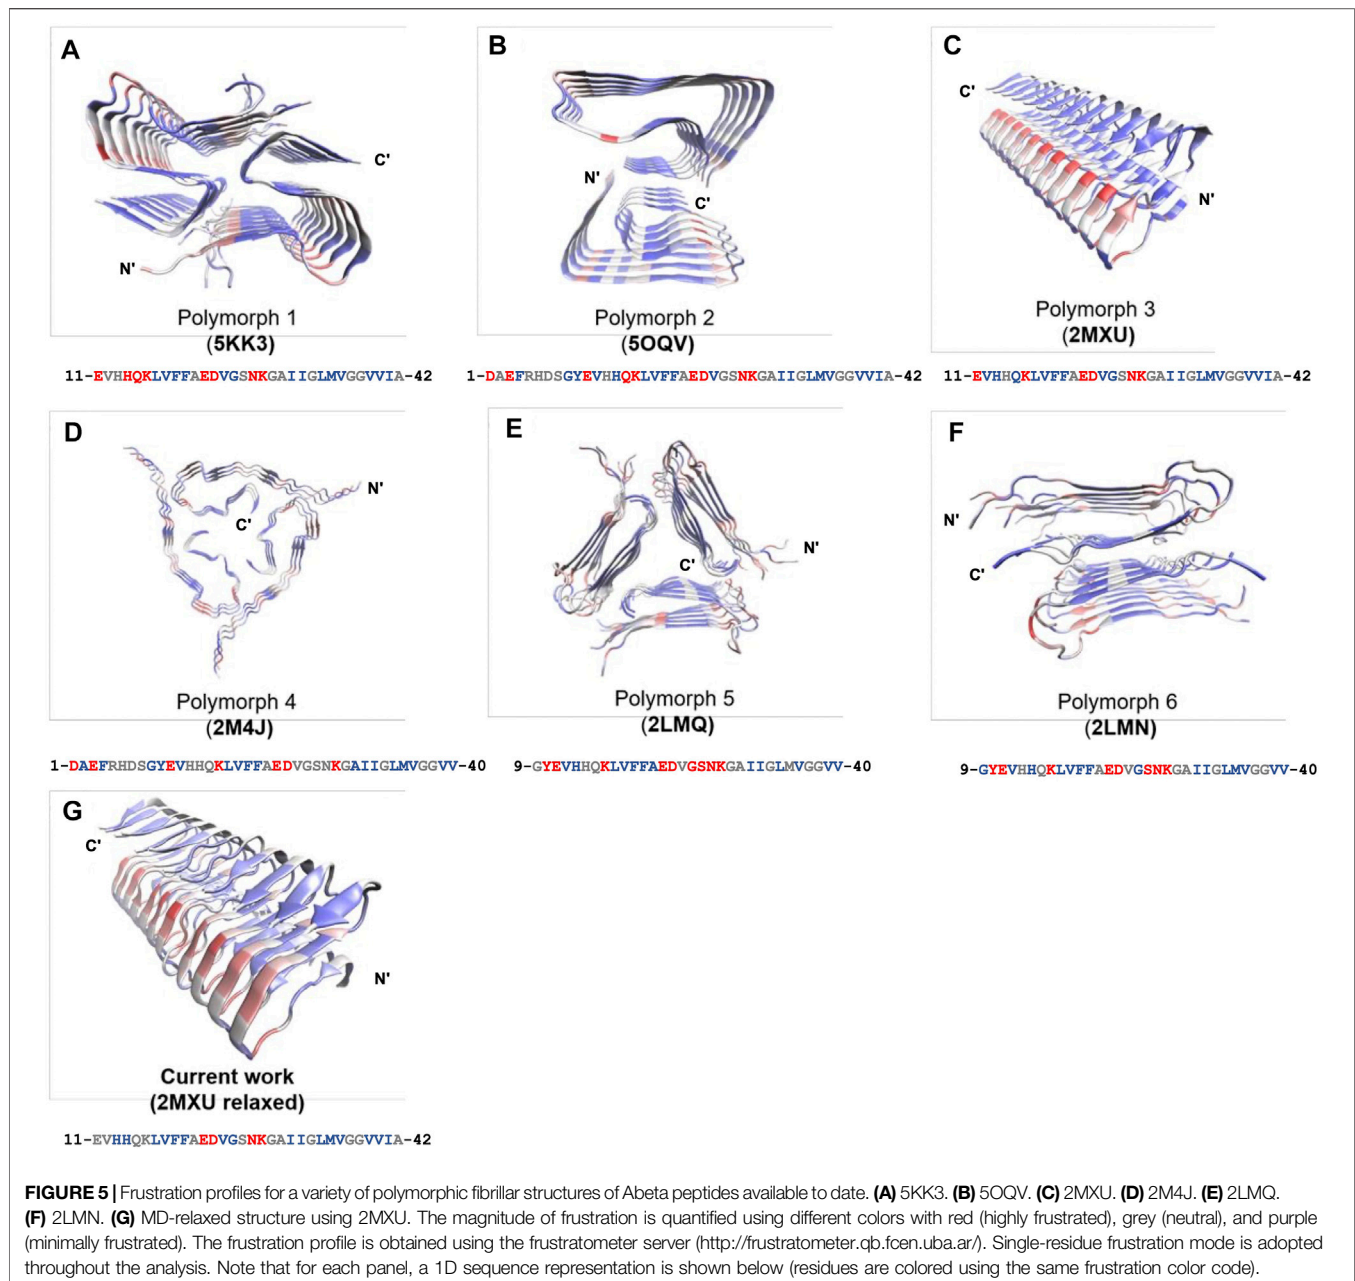 A
C'
N'
Polymorph 1
(5KK3)
11-EVHHQKLVFFAEDVGSNKGAIIGLMVGGVVIA-42
B
N'
C'
Polymorph 2
(5OQV)
1-DAEFRHDSGYEVHHQKLVFFAEDVGSNKGAIIGLMVGGVVIA-42
C
C'
N'
Polymorph 3
(2MXU)
11-EVHHQKLVFFAEDVGSNKGAIIGLMVGGVVIA-42
D
N'
C'
Polymorph 4
(2M4J)
1-DAEFRHDSGYEVHHQKLVFFAEDVGSNKGAIIGLMVGGVV-40
E
N'
C'
Polymorph 5
(2LMQ)
9-GYEVHHQKLVFFAEDVGSNKGAIIGLMVGGVV-40
F
N'
C'
Polymorph 6
(2LMN)
9-GYEVHHQKLVFFAEDVGSNKGAIIGLMVGGVV-40
G
C'
N'
Current work
(2MXU relaxed)
11-EVHHQKLVFFAEDVGSNKGAIIGLMVGGVVIA-42
FIGURE 5 | Frustration profiles for a variety of polymorphic fibrillar structures of Abeta peptides available to date. (A) 5KK3. (B) 5OQV. (C) 2MXU. (D) 2M4J. (E) 2LMQ.
(F) 2LMN. (G) MD-relaxed structure using 2MXU. The magnitude of frustration is quantified using different colors with red (highly frustrated), grey (neutral), and purple
(minimally frustrated). The frustration profile is obtained using the frustratometer server (http://frustratometer.qb.fcen.uba.ar/). Single-residue frustration mode is adopted
throughout the analysis. Note that for each panel, a 1D sequence representation is shown below (residues are colored using the same frustration color code).